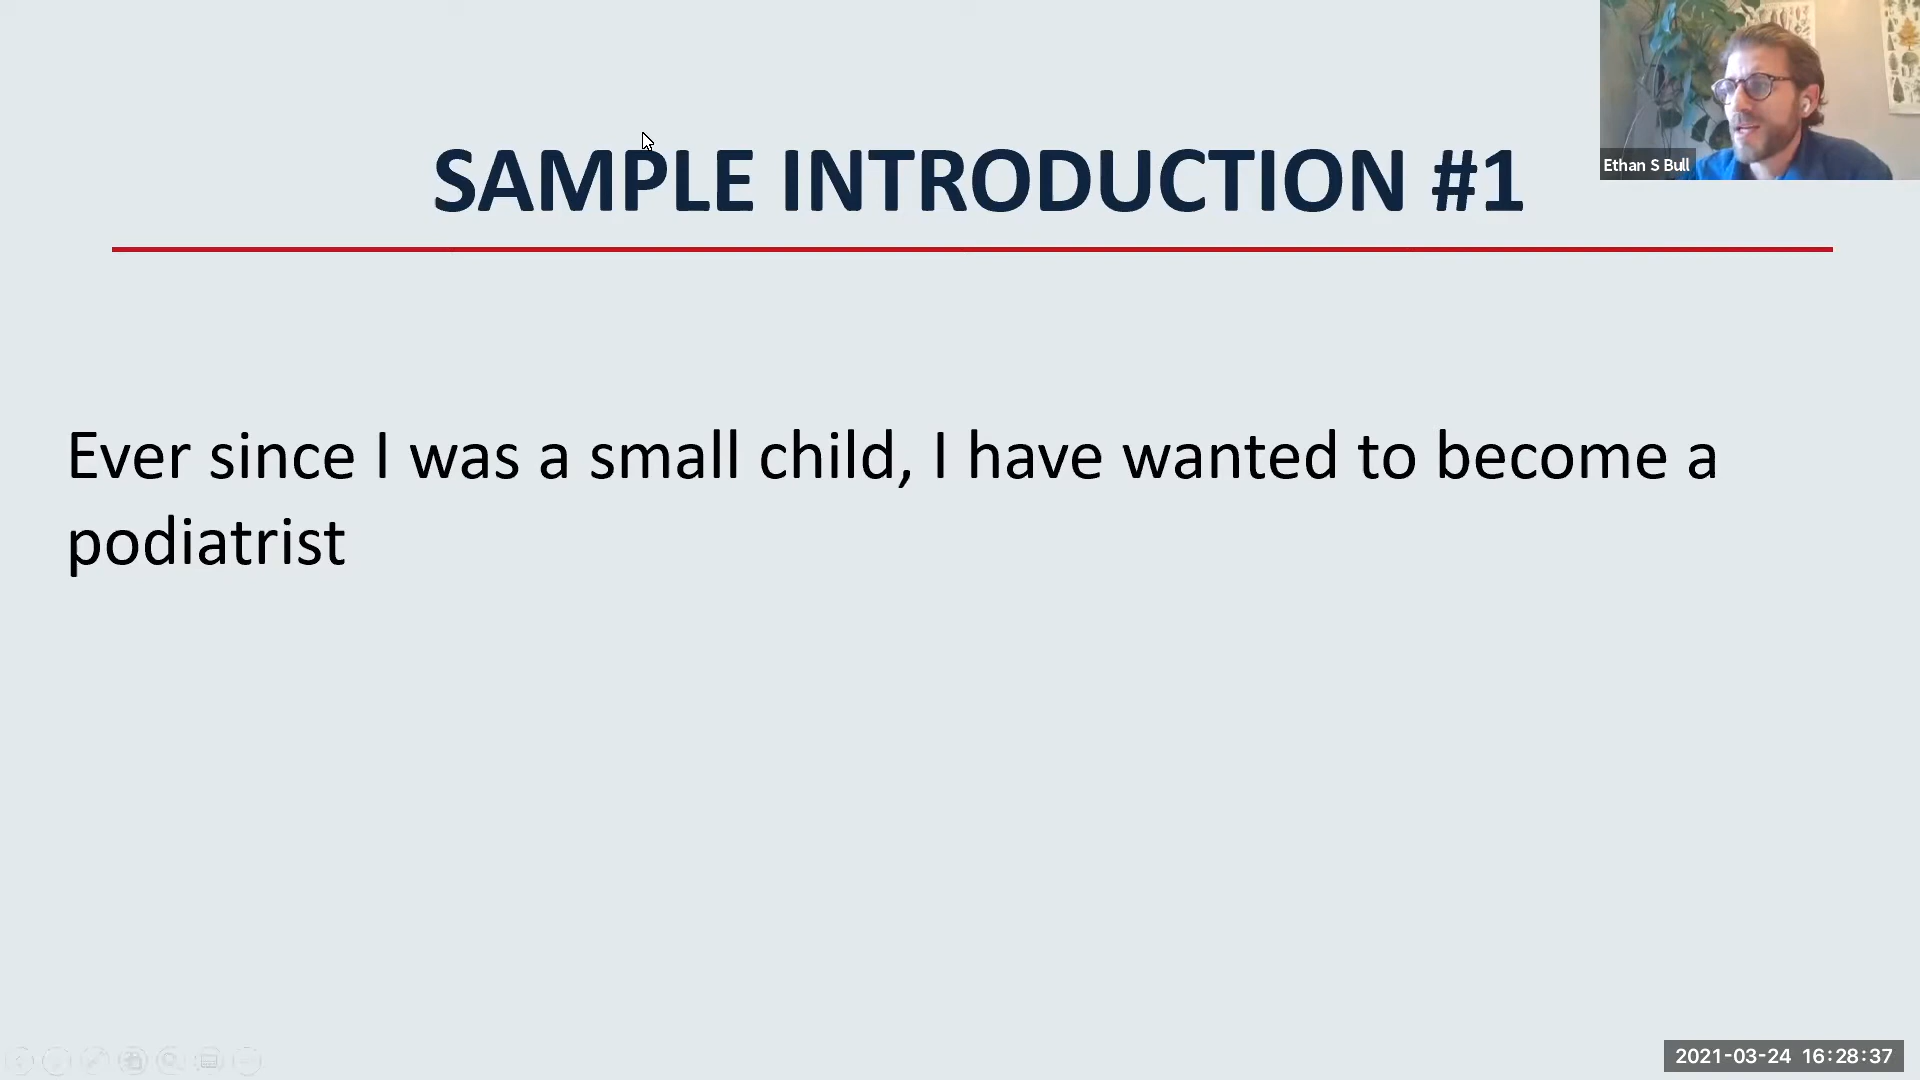 SAMPLE INTRODUCTION #1
Ethan S Bull
Ever since I was a small child, I have wanted to become a
podiatrist
2021-03-24 16:28:37